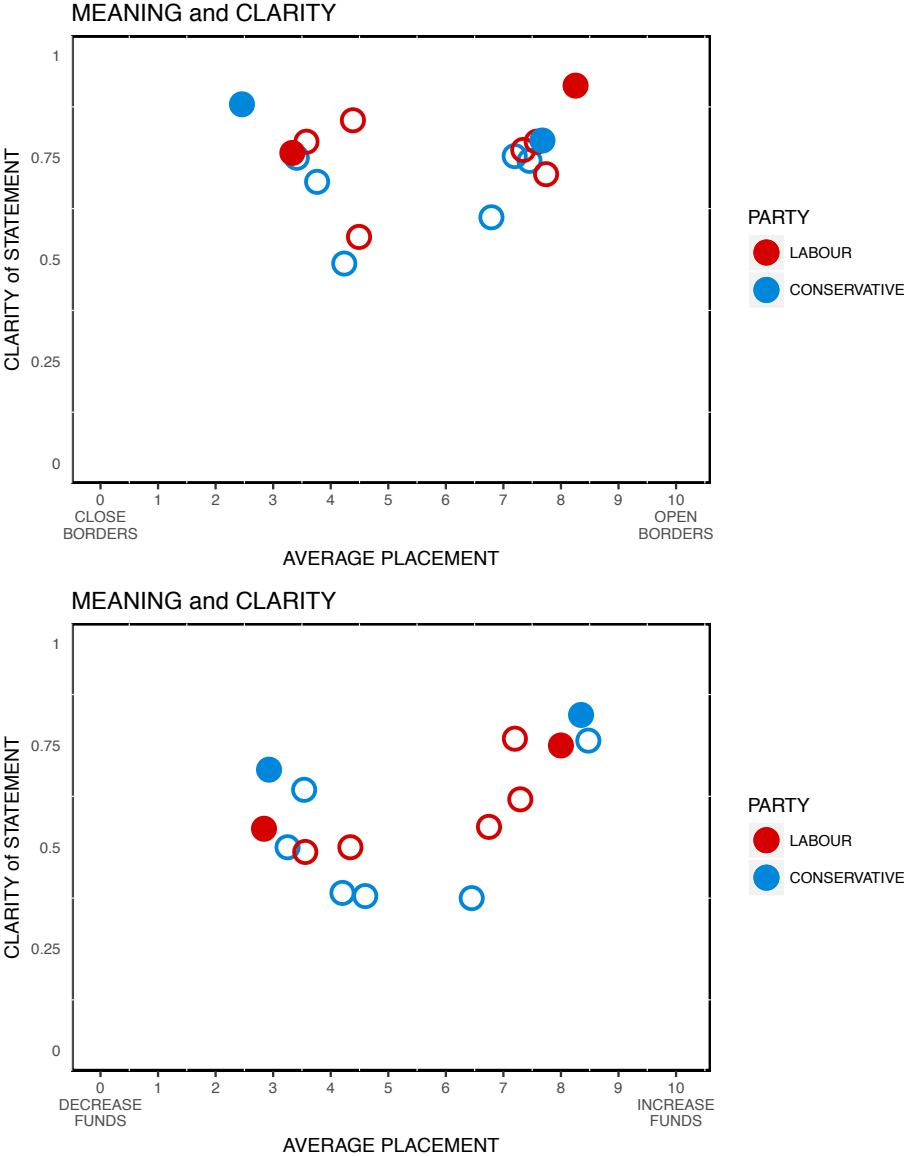 MEANING and CLARITY
CLARITY of STATEMENT
1
0.75
0.5
0.25
0
0 1 2 3 4 5 6 7 8 9 10
CLOSE OPEN
BORDERS BORDERS
AVERAGE PLACEMENT
PARTY
LABOUR
CONSERVATIVE
MEANING and CLARITY
CLARITY of STATEMENT
1
0.75
0.5
0.25
0
0 1 2 3 4 5 6 7 8 9 10
DECREASE INCREASE
FUNDS FUNDS
AVERAGE PLACEMENT
PARTY
LABOUR
CONSERVATIVE